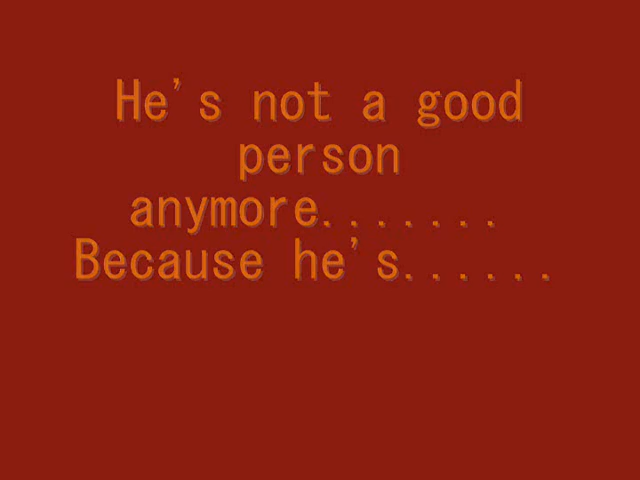 He's not a good
person
anymore.......
Because he's......